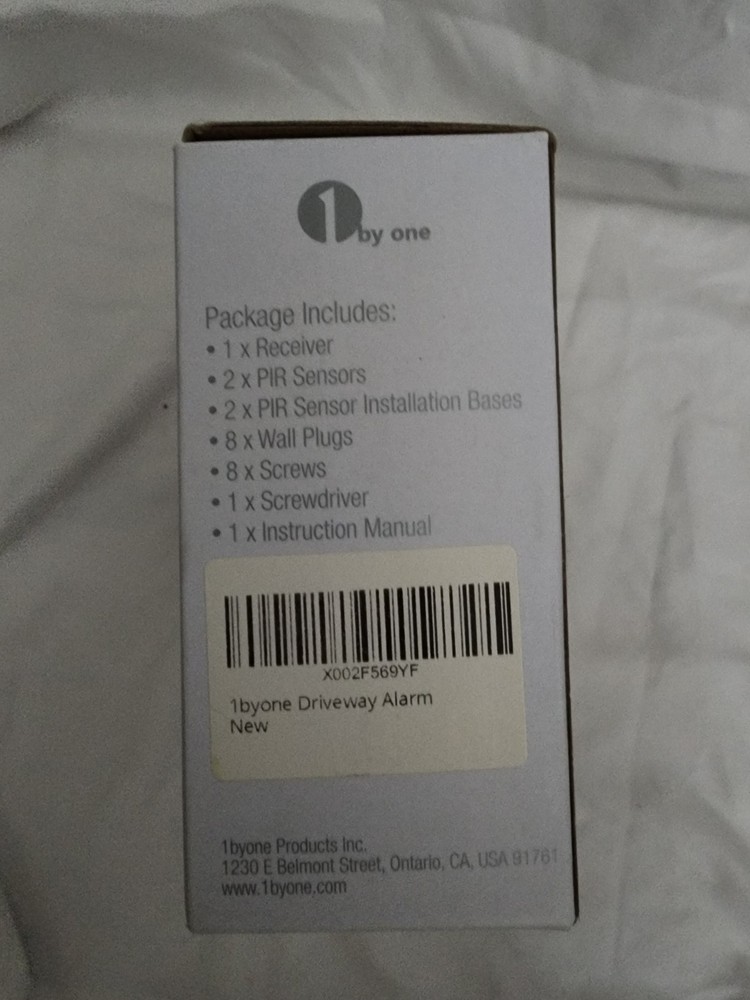 1 by one
Package Includes:
• 1 x Receiver
• 2 x PIR Sensors
• 2 x PIR Sensor Installation Bases
• 8 x Wall Plugs
• 8 x Screws
• 1 x Screwdriver
• 1 x Instruction Manual
X002F569YF
1byone Driveway Alarm
New
1byone Products Inc.
1230 E Belmont Street, Ontario, CA, USA 91761
www.1byone.com